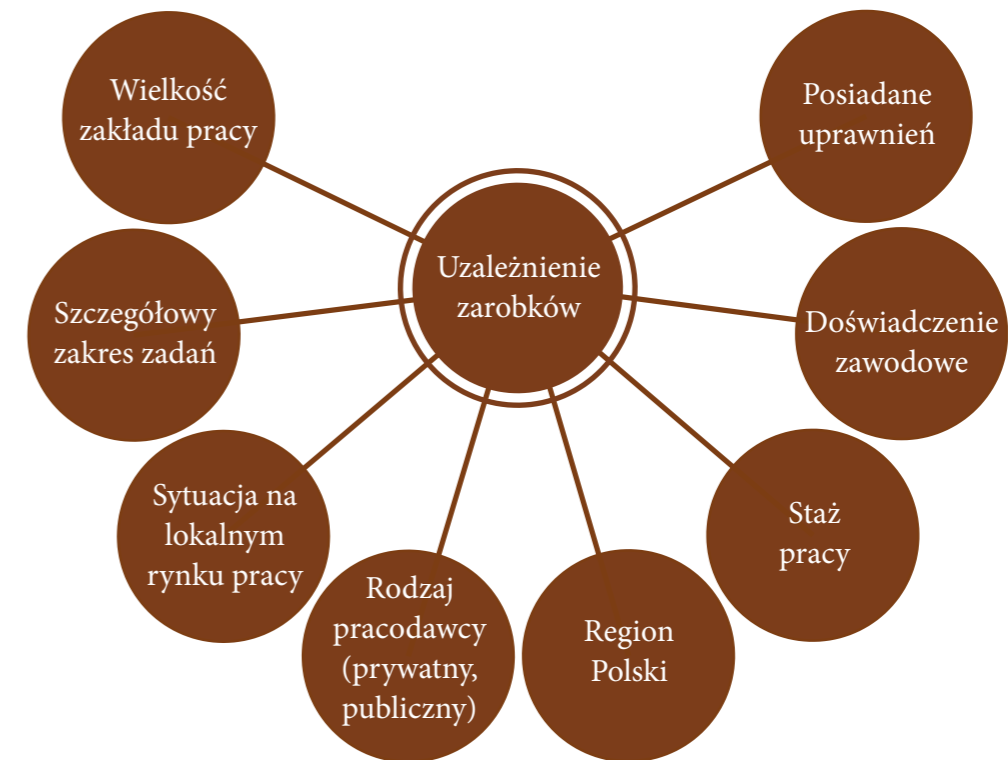 Wielkość
zakładu pracy
Posiadane
uprawnień
Uzależnienie
zarobków
Szczegółowy
zakres zadań
Doświadczenie
zawodowe
Sytuacja na
lokalnym
rynku pracy
Staż
pracy
Rodzaj
pracodawcy
(prywatny,
publiczny)
Region
Polski